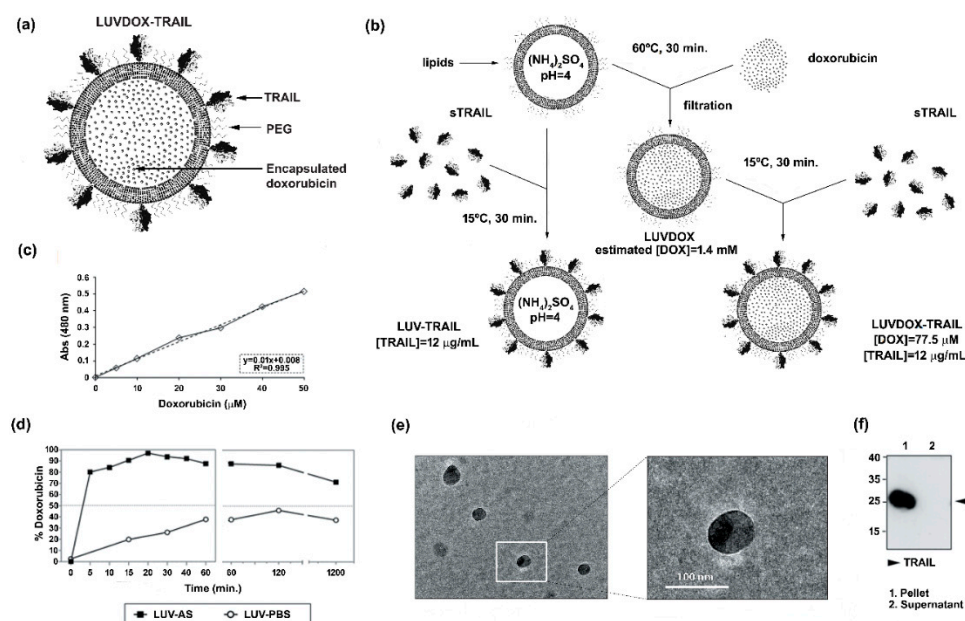 (a)
LUVDOX-TRAIL
TRAIL
PEG
Encapsulated
doxorubicin
(b)
lipids
(NH4)2SO4
pH=4
60ºC, 30 min.
doxorubicin
filtration
sTRAIL
sTRAIL
15ºC, 30 min.
15ºC, 30 min.
LUVDOX
estimated [DOX]=1.4 mM
(NH4)2SO4
pH=4
LUV-TRAIL
[TRAIL]=12 µg/mL
LUVDOX-TRAIL
[DOX]=77.5 µM
[TRAIL]=12 µg/mL
(c)
Abs (480 nm)
0.6
0.5
0.4
0.3
0.2
0.1
0
0 10 20 30 40 50
y=0.01x+0.008
R²=0.995
Doxorubicin (µM)
(d)
% Doxorubicin
100
90
80
70
60
50
40
30
20
10
0
0 5 10 15 20 30 40 60 60 120 1200
Time (min.)
LUV-AS LUV-PBS
(e)
100 nm
(f)
1 2
40
35
25
15
TRAIL
1. Pellet
2. Supernatant